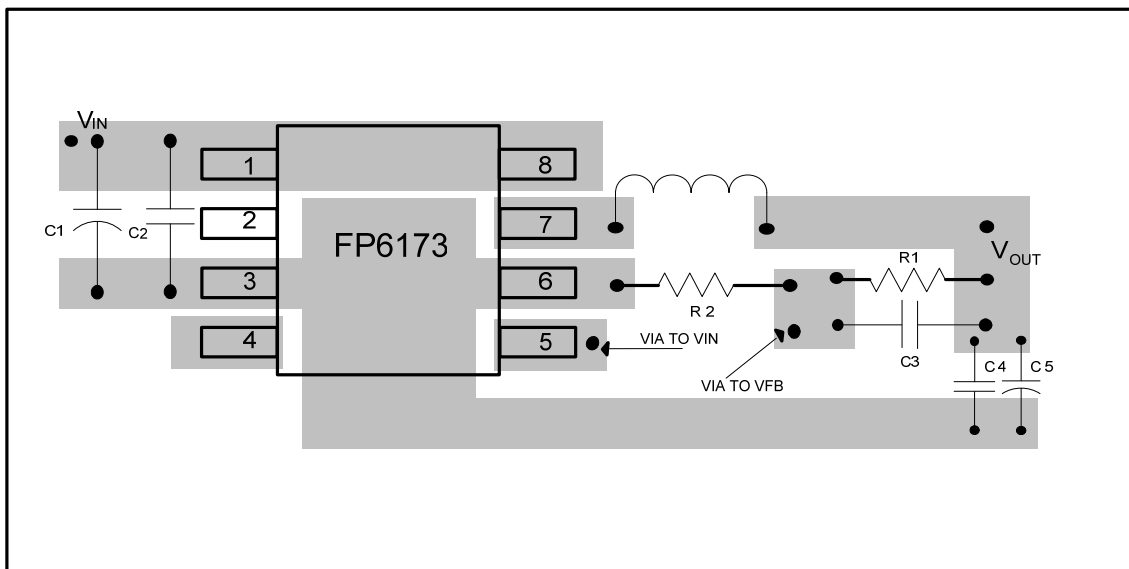 VIN
1
8
2
7
C1
C2
FP6173
VOUT
R1
3
6
R 2
4
5
VIA TO VIN
C3
VIA TO VFB
C 4
C 5